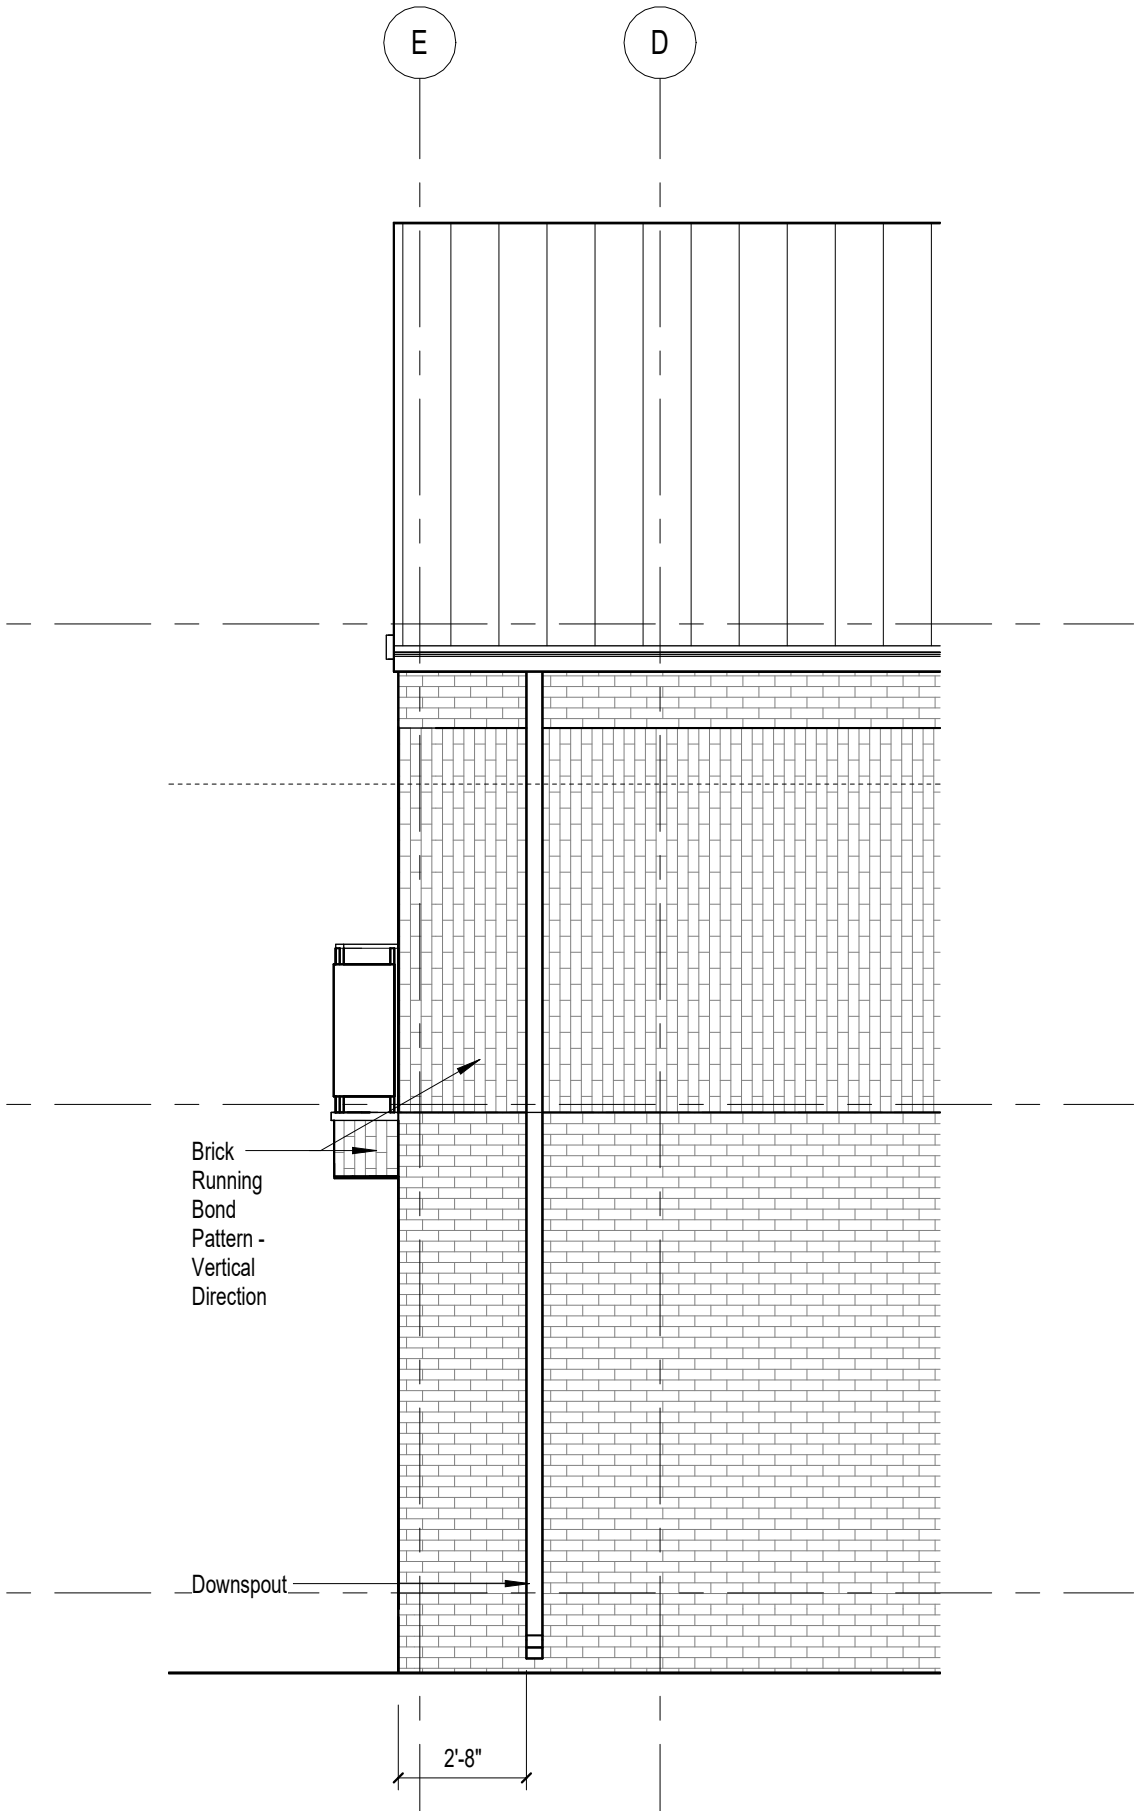 E
D
Brick
Running
Bond
Pattern -
Vertical
Direction
Downspout
2'-8"